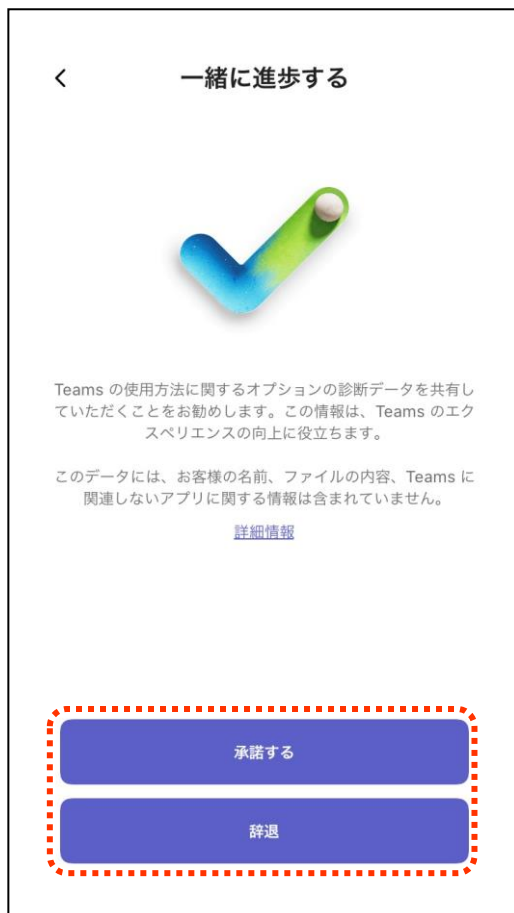 一緒に進歩する
Teams の使用方法に関するオプションの診断データを共有し
ていただくことをお勧めします。この情報は、Teams のエク
スペリエンスの向上に役立ちます。
このデータには、お客様の名前、ファイルの内容、Teams に
関連しないアプリに関する情報は含まれていません。
詳細情報
承諾する
辞退